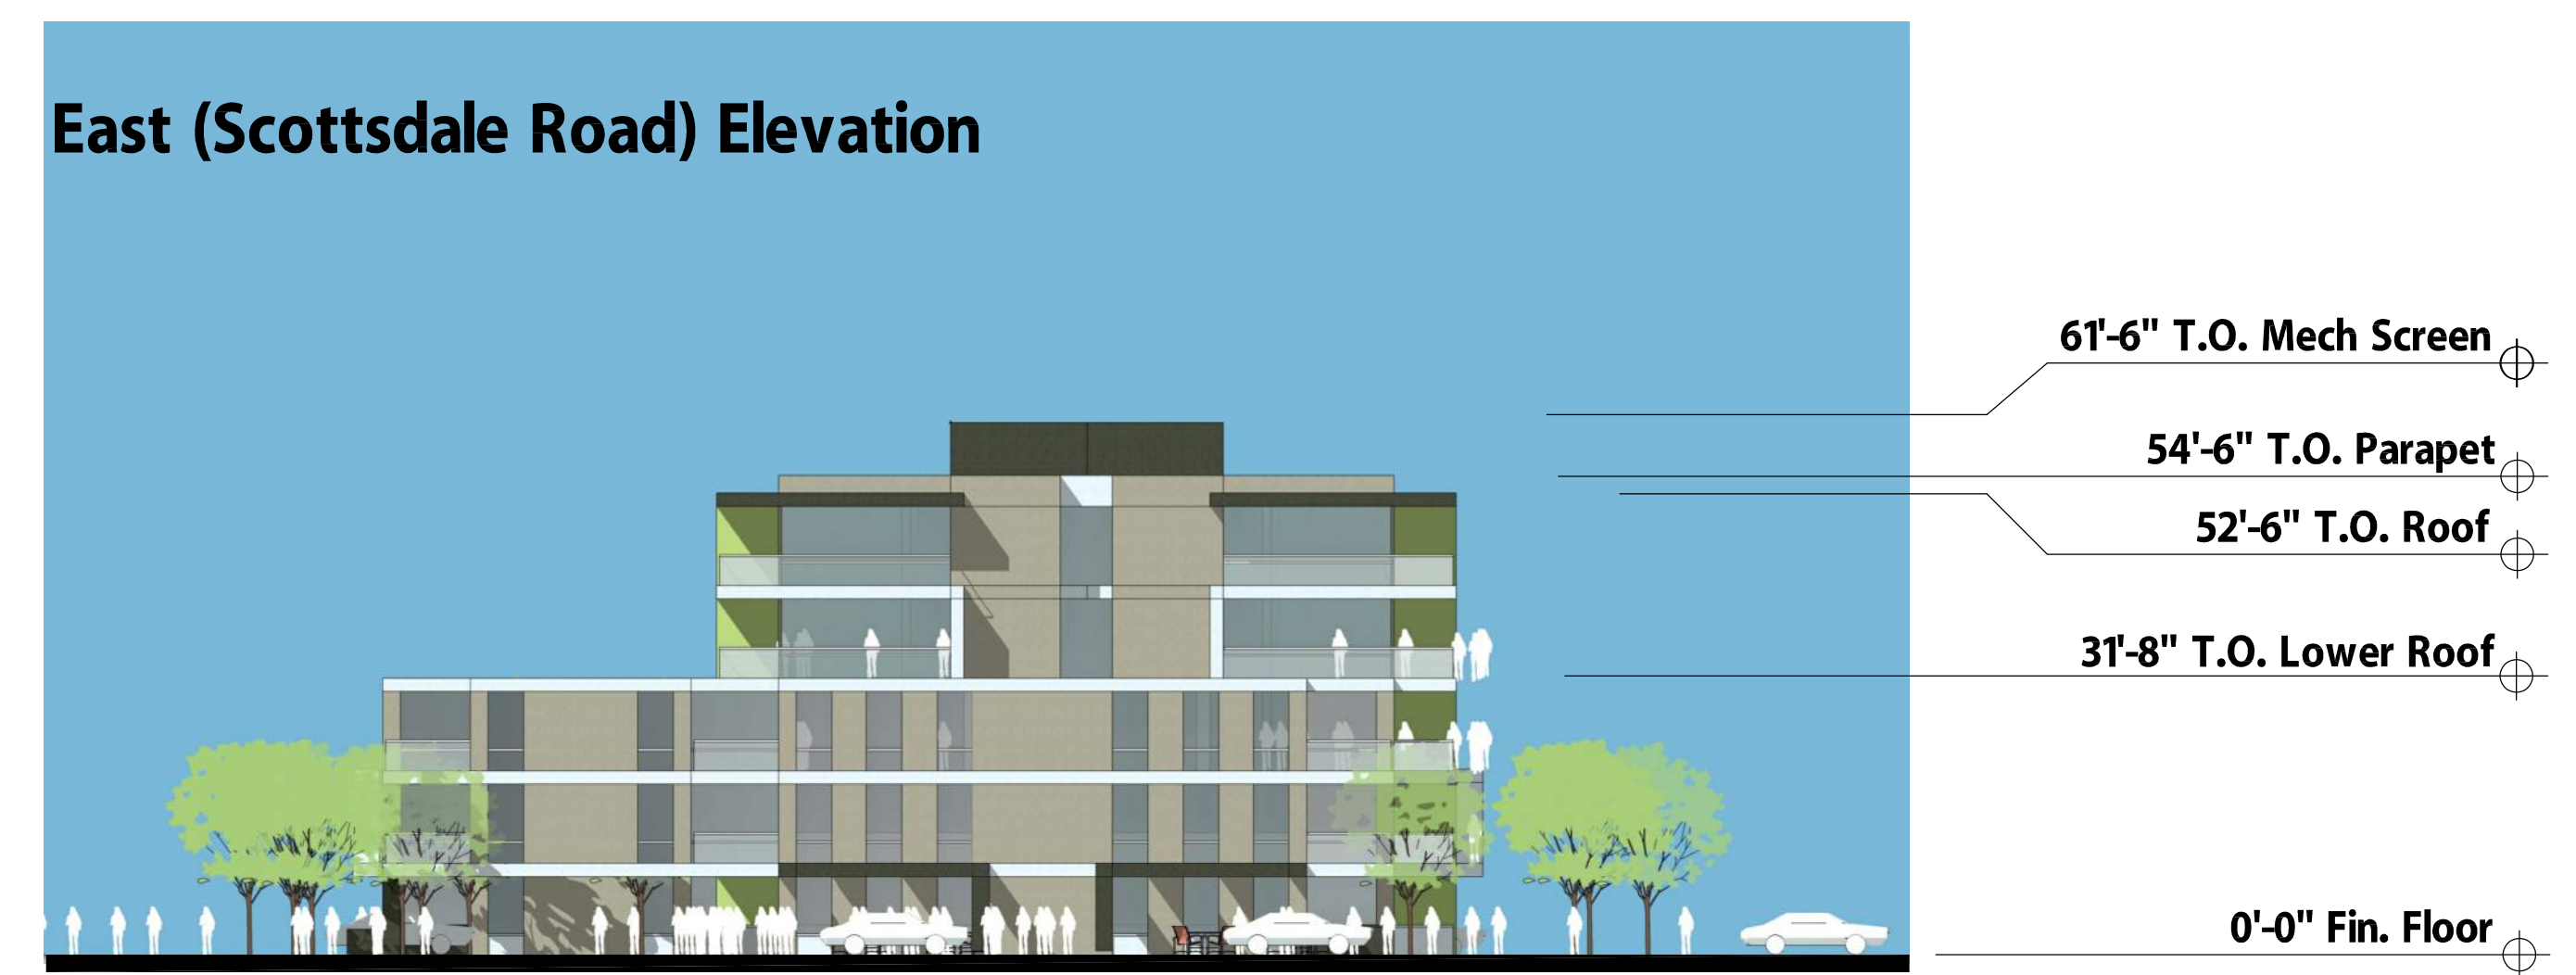 East (Scottsdale Road) Elevation
61'-6" T.O. Mech Screen
54'-6" T.O. Parapet
52'-6" T.O. Roof
31'-8" T.O. Lower Roof
0'-0" Fin. Floor